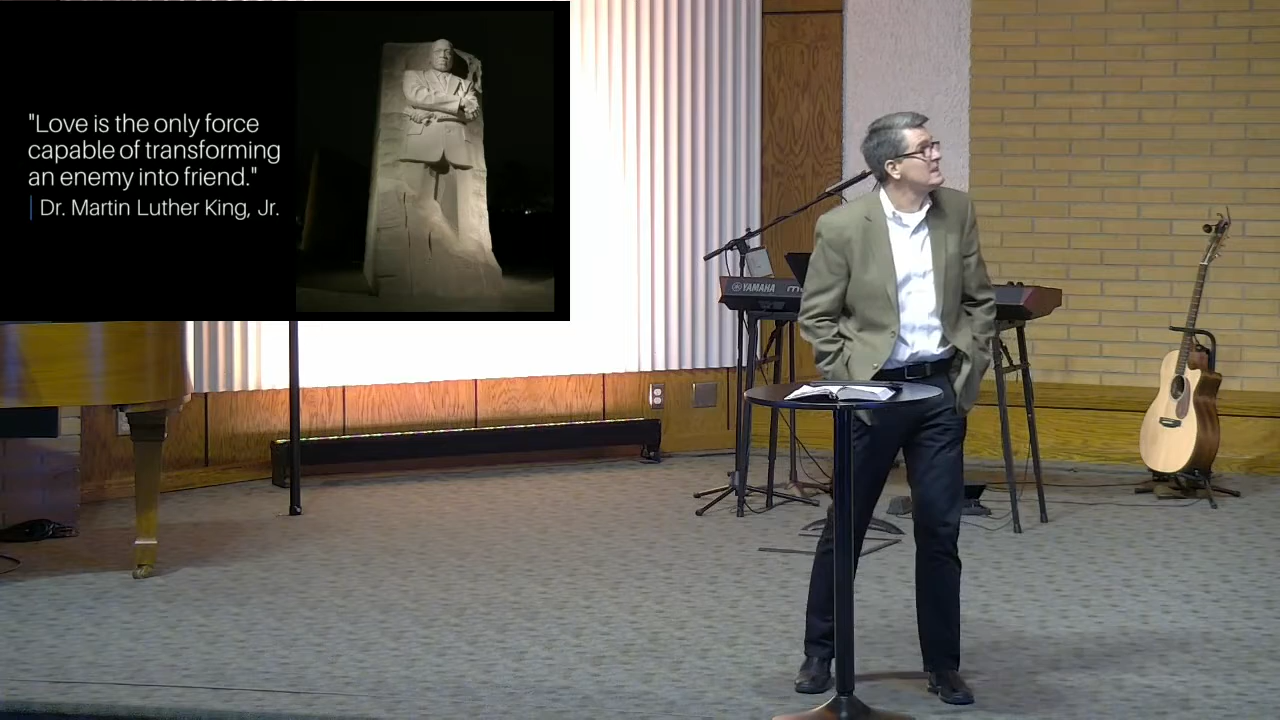 "Love is the only force
capable of transforming
an enemy into friend."
Dr. Martin Luther King, Jr.
YAMAHA